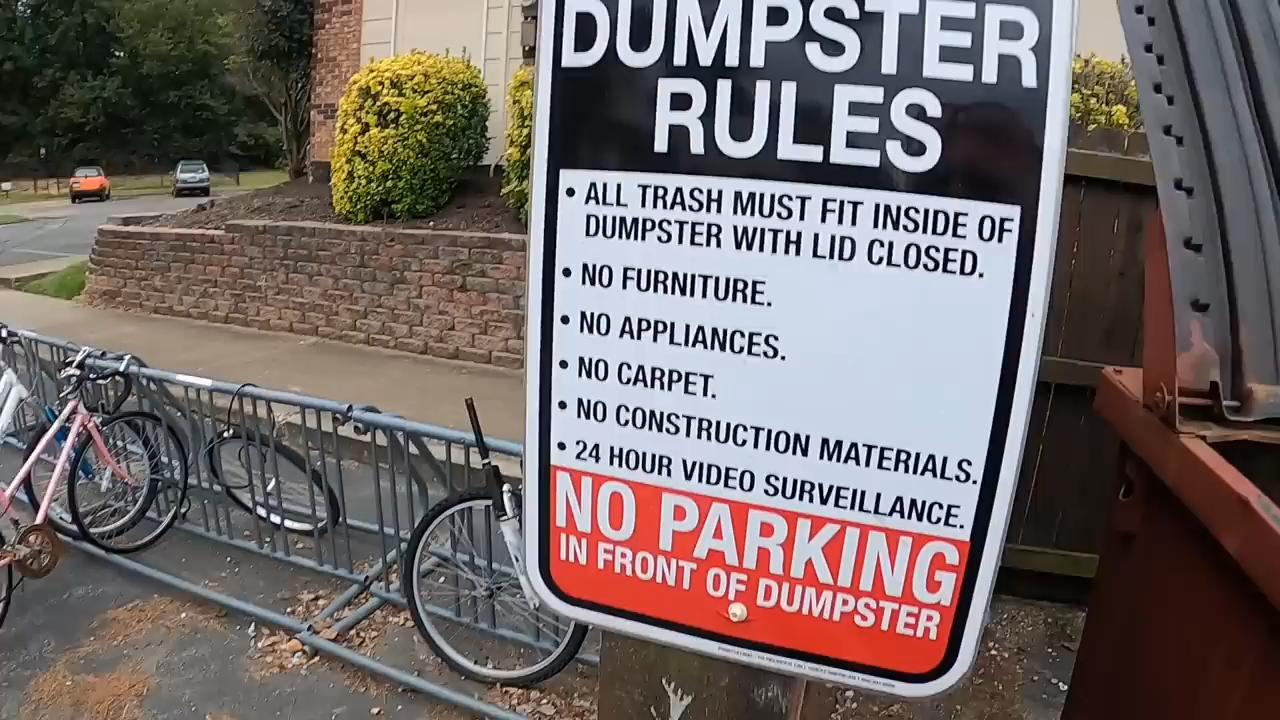 DUMPSTER
RULES
• ALL TRASH MUST FIT INSIDE OF
DUMPSTER WITH LID CLOSED.
• NO FURNITURE.
• NO APPLIANCES.
• NO CARPET.
• NO CONSTRUCTION MATERIALS.
• 24 HOUR VIDEO SURVEILLANCE.
NO PARKING
IN FRONT OF DUMPSTER